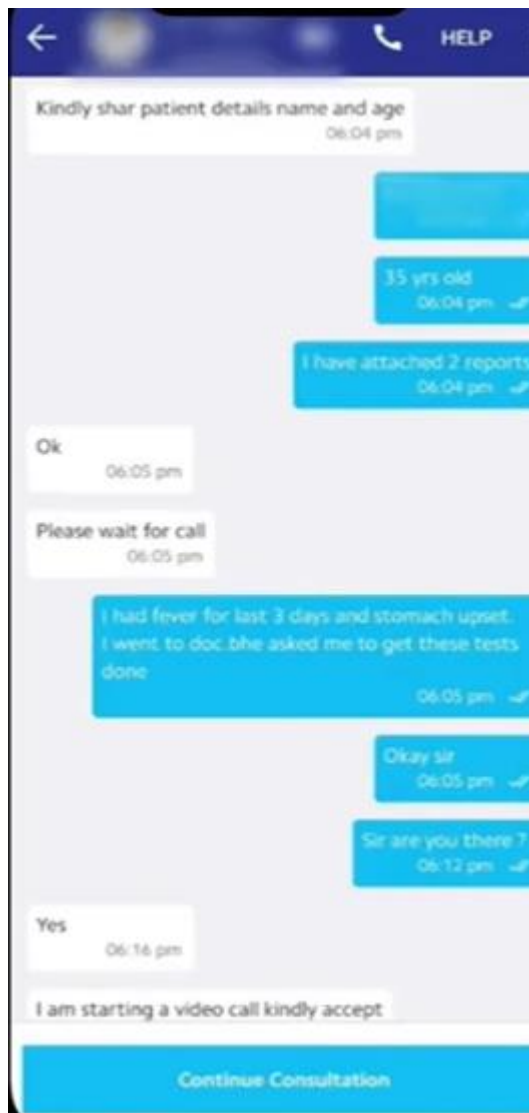 HELP
Kindly shar patient details name and age
06:04 pm
35 yrs old
06:04 pm
I have attached 2 reports
06:04 pm
Ok
06:05 pm
Please wait for call
06:05 pm
I had fever for last 3 days and stomach upset.
I went to doc.bhe asked me to get these tests
done
06:05 pm
Okay sir
06:05 pm
Sir are you there ?
06:12 pm
Yes
06:16 pm
I am starting a video call kindly accept
Continue Consultation